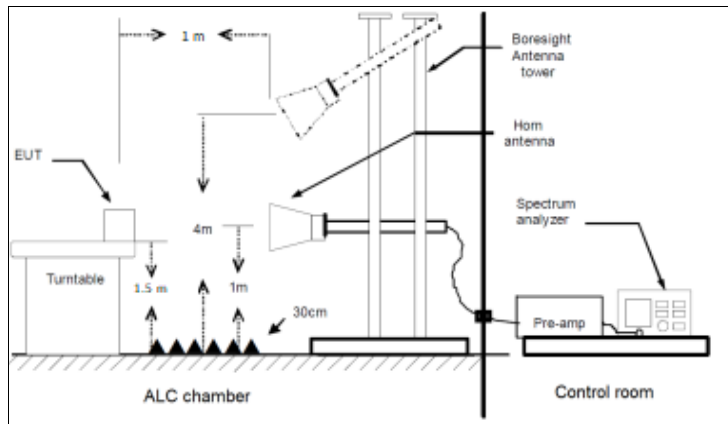 1 m
Boresight
Antenna
tower
Horn
antenna
EUT
Spectrum
analyzer
4m
Turntable
1.5 m
1m
30cm
Pre-amp
ALC chamber
Control room